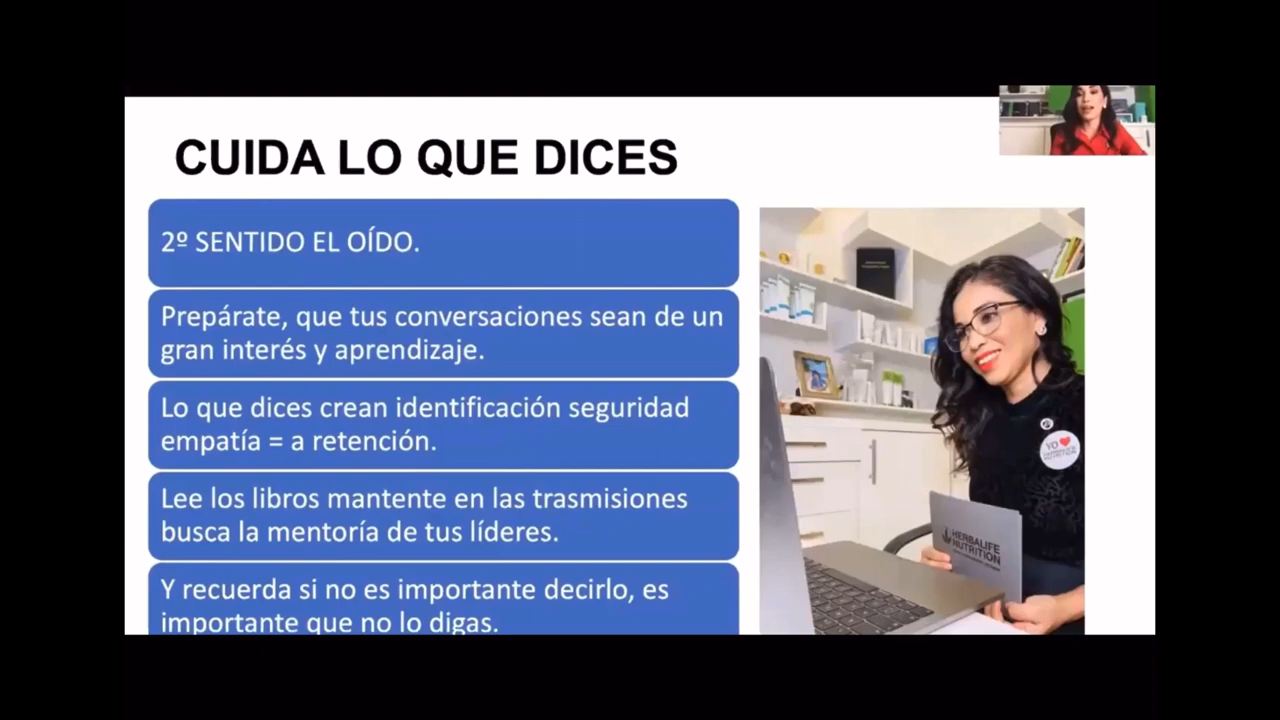 CUIDA LO QUE DICES
2º SENTIDO EL OÍDO.
Prepárate, que tus conversaciones sean de un
gran interés y aprendizaje.
Lo que dices crean identificación seguridad
empatía = a retención.
Lee los libros mantente en las trasmisiones
busca la mentoría de tus líderes.
Y recuerda si no es importante decirlo, es
importante que no lo digas.
YO
HERBALIFE
NUTRITION